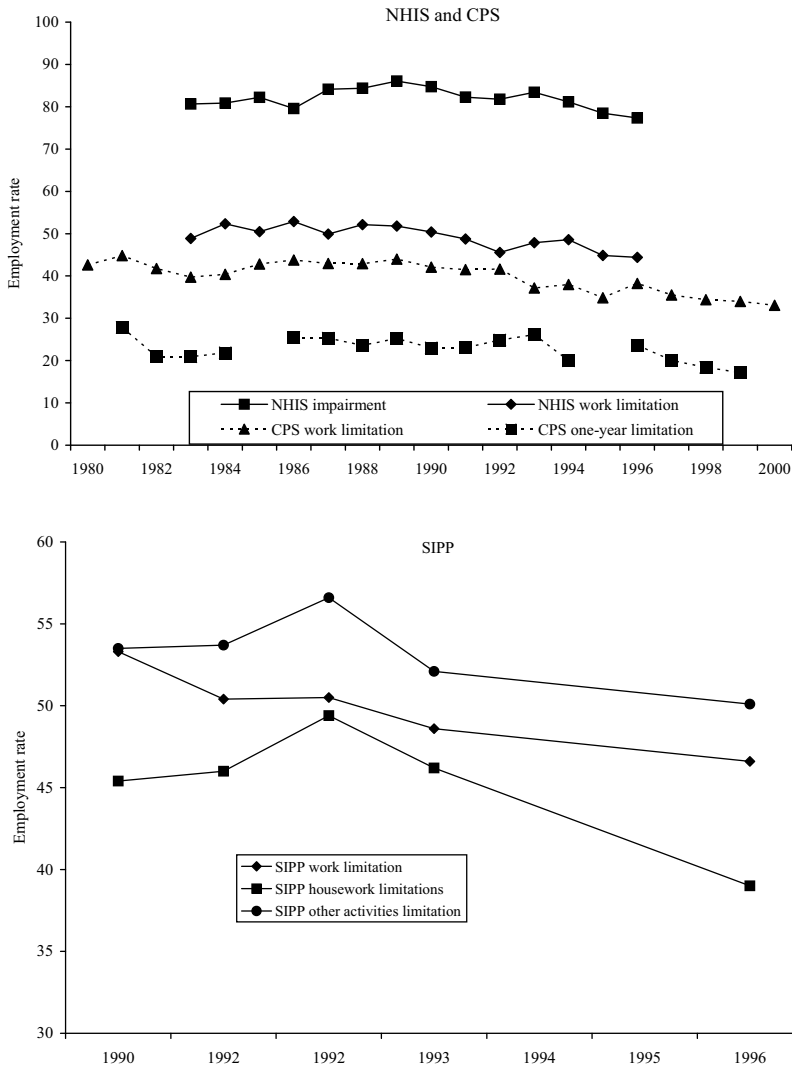 NHIS and CPS
100
90
80
70
60
50
40
30
20
10
0
Employment rate
NHIS impairment NHIS work limitation
CPS work limitation CPS one-year limitation
1980 1982 1984 1986 1988 1990 1992 1994 1996 1998 2000
SIPP
60
55
50
45
40
35
30
Employment rate
SIPP work limitation
SIPP housework limitations
SIPP other activities limitation
1990 1992 1992 1993 1994 1995 1996